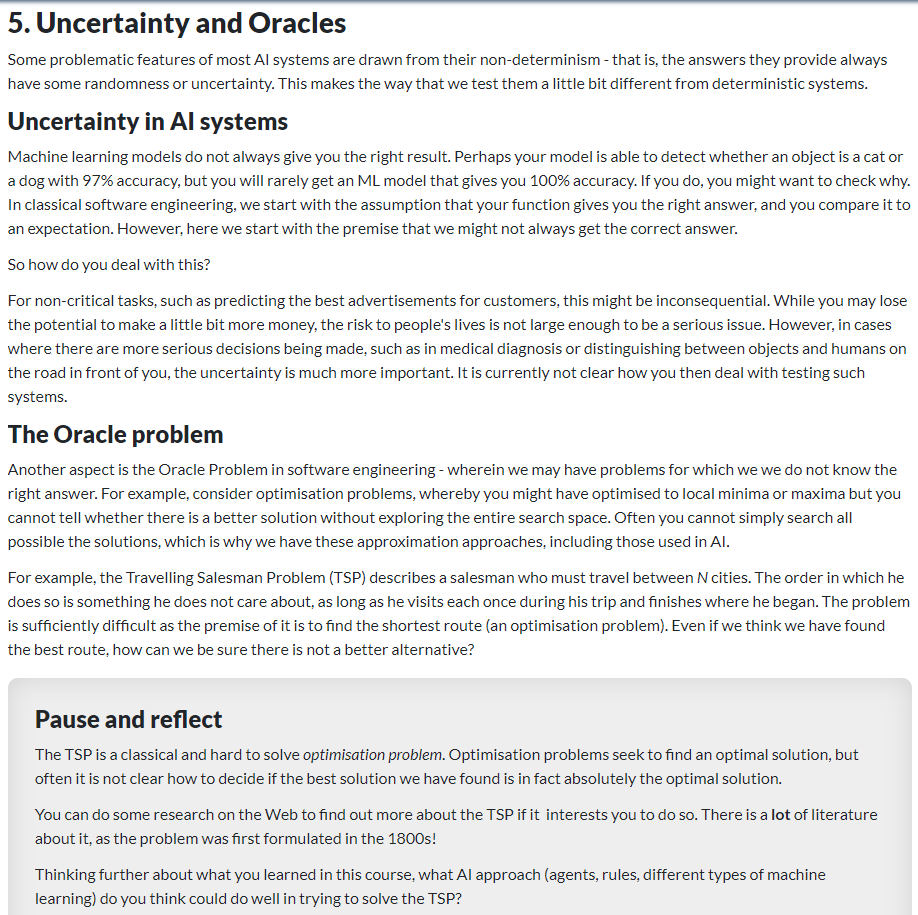 5. Uncertainty and Oracles
Some problematic features of most AI systems are drawn from their non-determinism - that is, the answers they provide always
have some randomness or uncertainty. This makes the way that we test them a little bit different from deterministic systems.
Uncertainty in AI systems
Machine learning models do not always give you the right result. Perhaps your model is able to detect whether an object is a cat or
a dog with 97% accuracy, but you will rarely get an ML model that gives you 100% accuracy. If you do, you might want to check why.
In classical software engineering, we start with the assumption that your function gives you the right answer, and you compare it to
an expectation. However, here we start with the premise that we might not always get the correct answer.
So how do you deal with this?
For non-critical tasks, such as predicting the best advertisements for customers, this might be inconsequential. While you may lose
the potential to make a little bit more money, the risk to people's lives is not large enough to be a serious issue. However, in cases
where there are more serious decisions being made, such as in medical diagnosis or distinguishing between objects and humans on
the road in front of you, the uncertainty is much more important. It is currently not clear how you then deal with testing such
systems.
The Oracle problem
Another aspect is the Oracle Problem in software engineering - wherein we may have problems for which we we do not know the
right answer. For example, consider optimisation problems, whereby you might have optimised to local minima or maxima but you
cannot tell whether there is a better solution without exploring the entire search space. Often you cannot simply search all
possible the solutions, which is why we have these approximation approaches, including those used in AI.
For example, the Travelling Salesman Problem (TSP) describes a salesman who must travel between N cities. The order in which he
does so is something he does not care about, as long as he visits each once during his trip and finishes where he began. The problem
is sufficiently difficult as the premise of it is to find the shortest route (an optimisation problem). Even if we think we have found
the best route, how can we be sure there is not a better alternative?
Pause and reflect
The TSP is a classical and hard to solve optimisation problem. Optimisation problems seek to find an optimal solution, but
often it is not clear how to decide if the best solution we have found is in fact absolutely the optimal solution.
You can do some research on the Web to find out more about the TSP if it interests you to do so. There is a lot of literature
about it, as the problem was first formulated in the 1800s!
Thinking further about what you learned in this course, what AI approach (agents, rules, different types of machine
learning) do you think could do well in trying to solve the TSP?